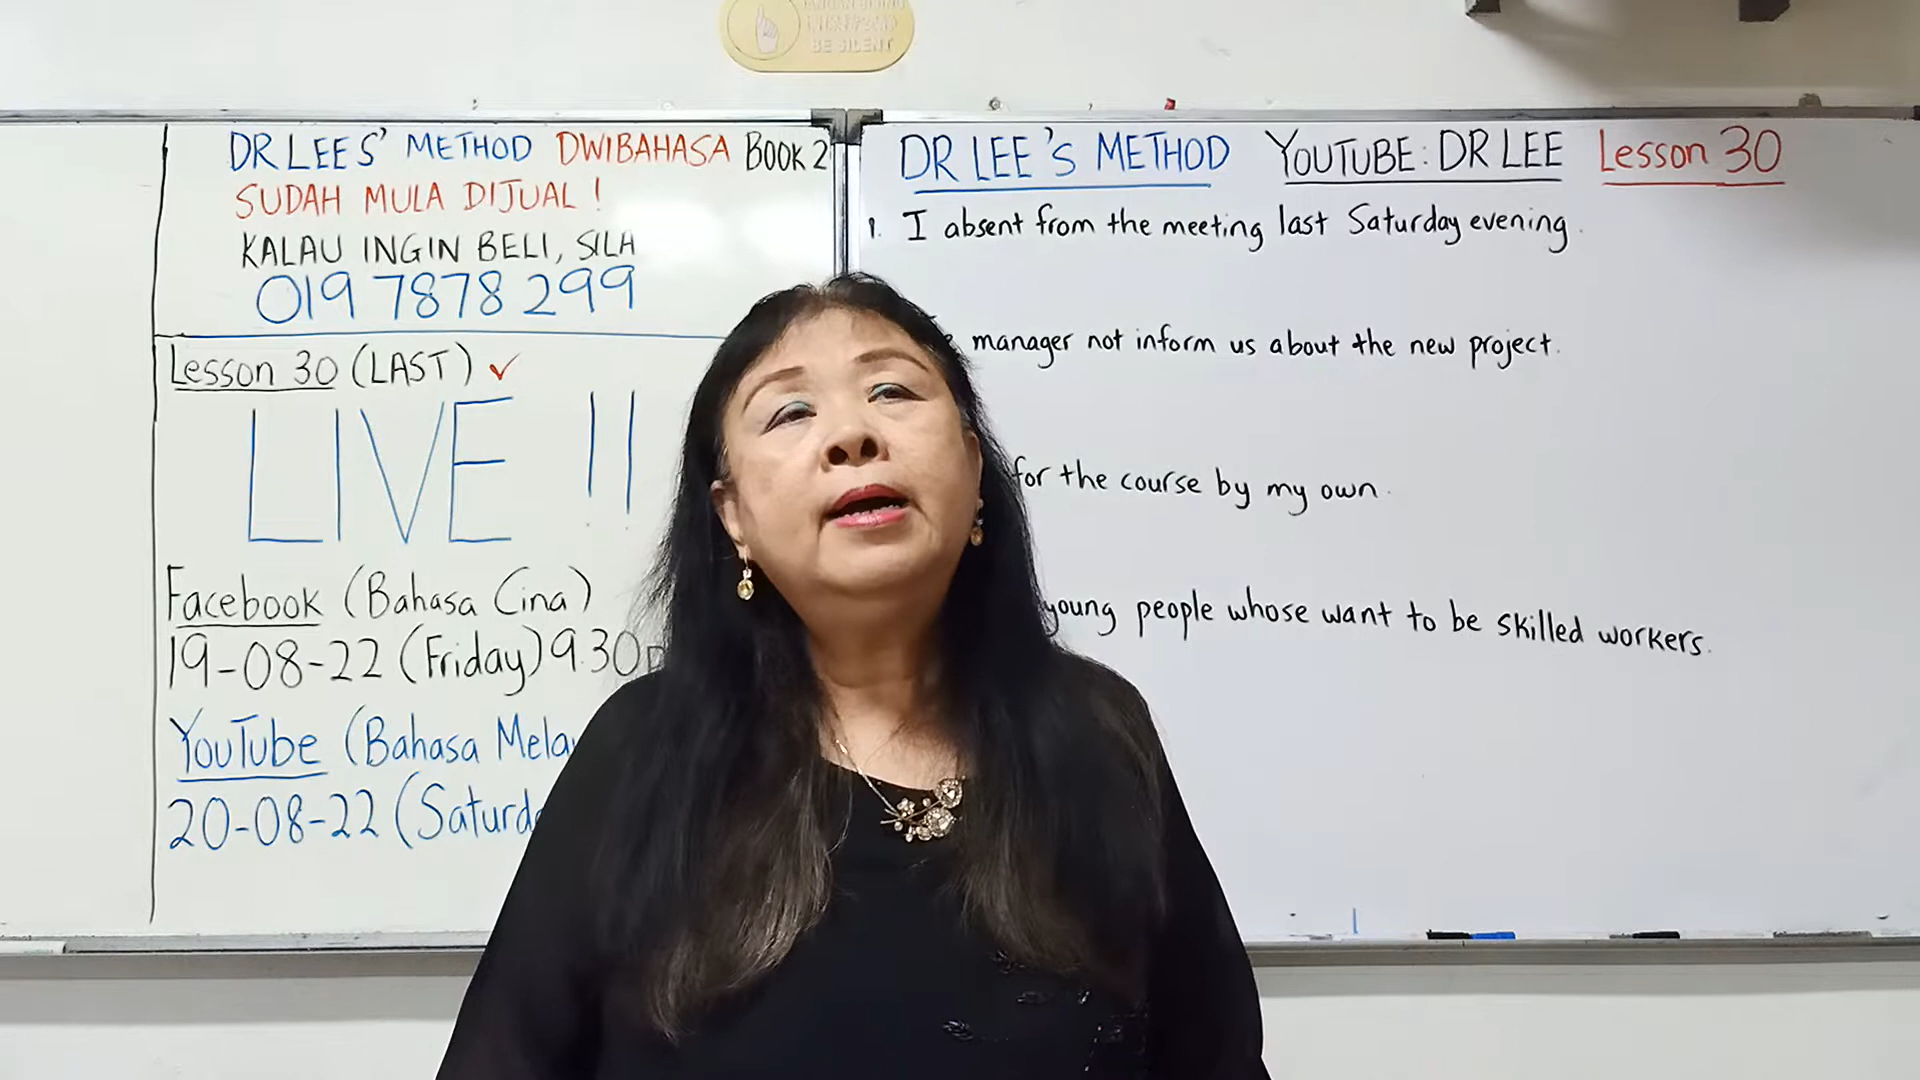 BE SILENT
DR LEES' METHOD DWIBAHASA BOOK 2
SUDAH MULA DIJUAL !
KALAU INGIN BELI, SILA
019 7878 299
Lesson 30 (LAST) ✓
LIVE !!
Facebook (Bahasa Cina)
19-08-22 (Friday) 9.30
YouTube (Bahasa
20-08-22 (
DR LEE'S METHOD YOUTUBE: DR LEE Lesson 30
1. I absent from the meeting last Saturday evening.
manager not inform us about the new project.
for the course by my own.
young people whose want to be skilled workers.